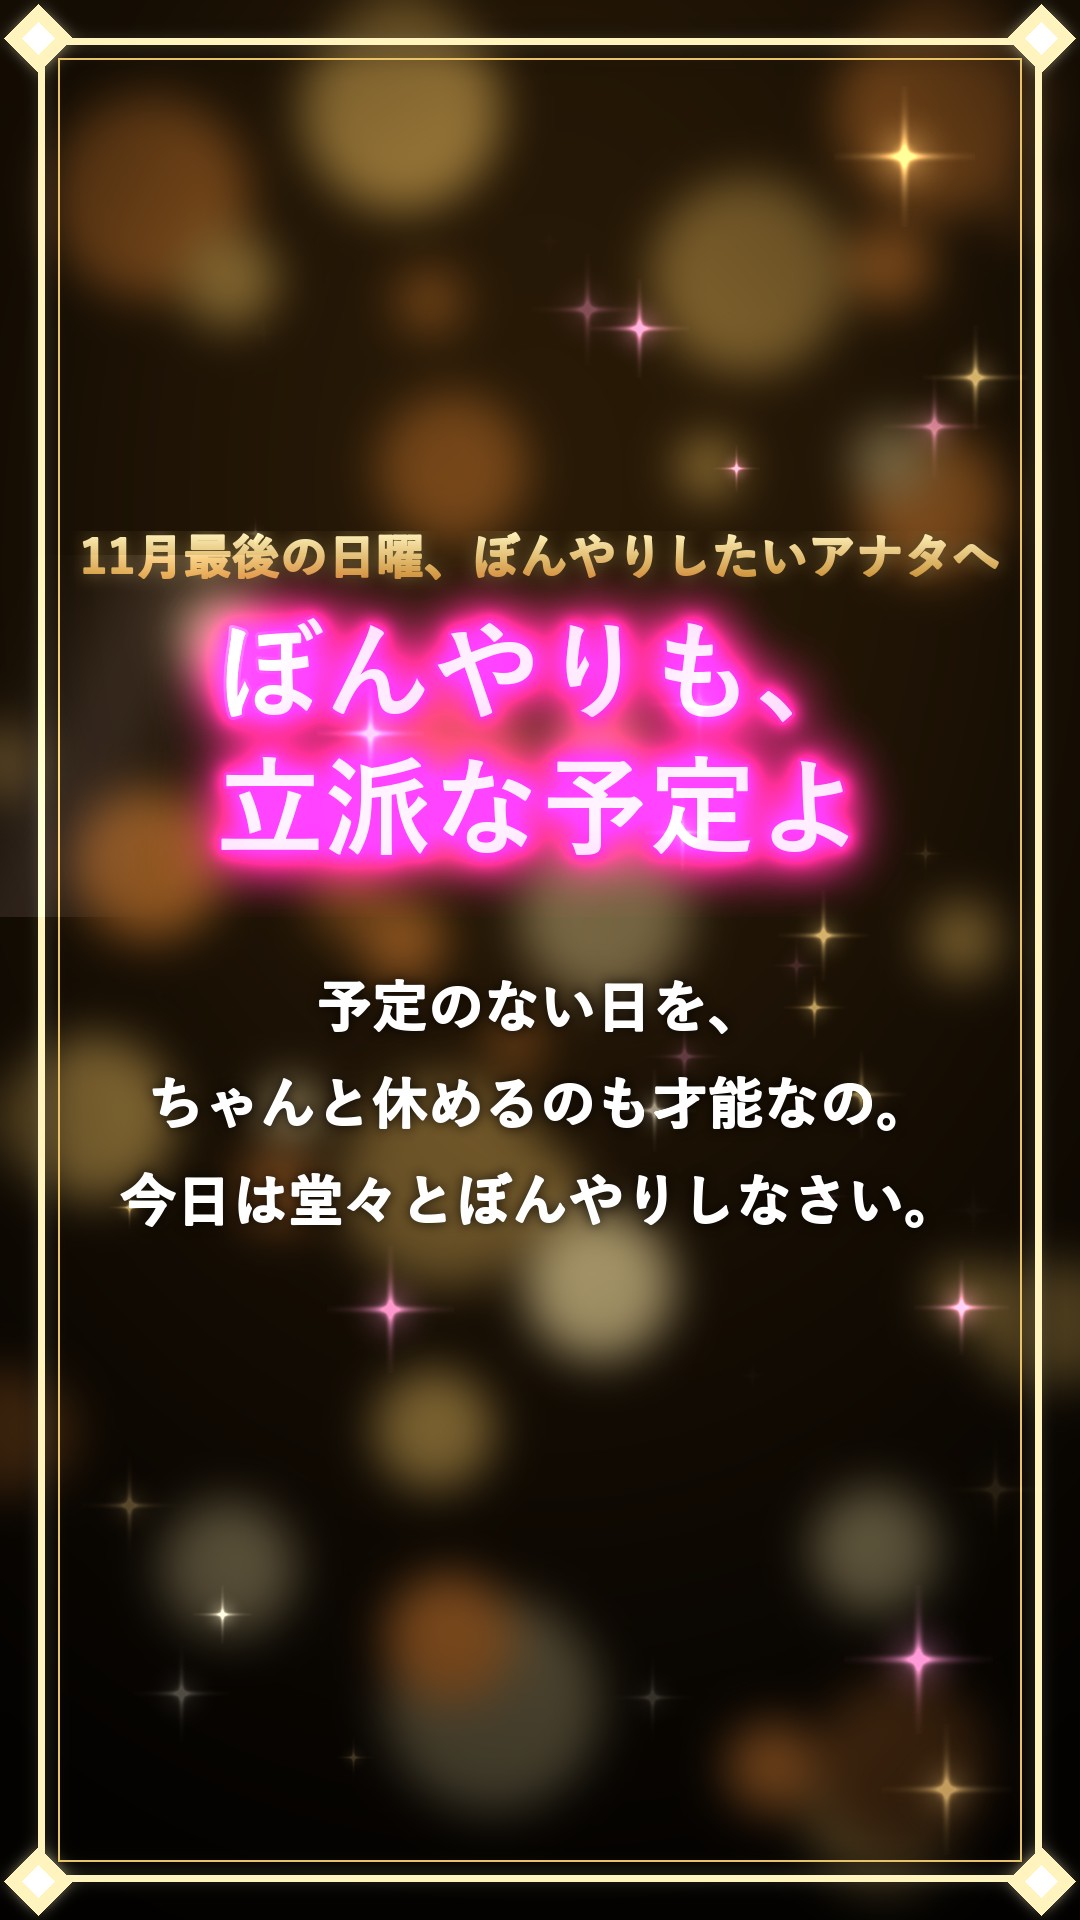 11月最後の日曜、ぼんやりしたいアナタへ
ぼんやりも、
立派な予定よ
予定のない日を、
ちゃんと休めるのも才能なの。
今日は堂々とぼんやりしなさい。